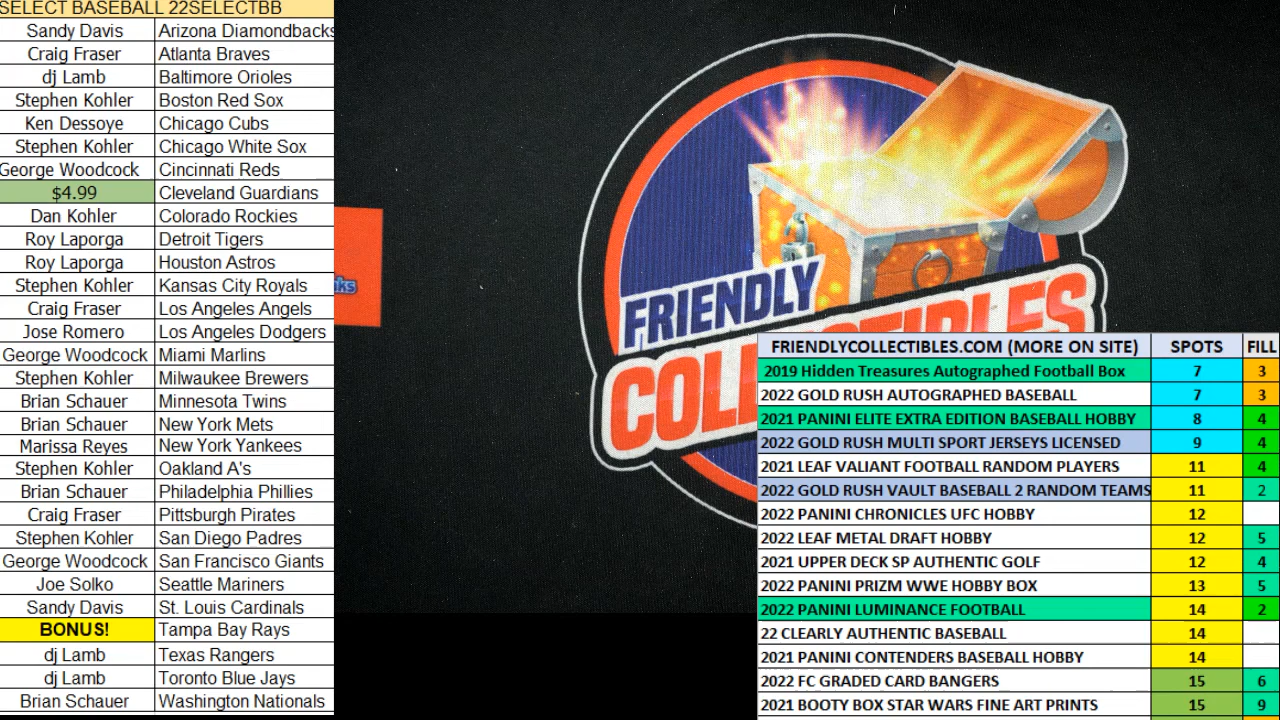 SELECT BASEBALL 22SELECTBB
Sandy Davis Arizona Diamondbacks
Craig Fraser Atlanta Braves
dj Lamb Baltimore Orioles
Stephen Kohler Boston Red Sox
Ken Dessoye Chicago Cubs
Stephen Kohler Chicago White Sox
George Woodcock Cincinnati Reds
$4.99 Cleveland Guardians
Dan Kohler Colorado Rockies
Roy Laporga Detroit Tigers
Roy Laporga Houston Astros
Stephen Kohler Kansas City Royals
Craig Fraser Los Angeles Angels
Jose Romero Los Angeles Dodgers
George Woodcock Miami Marlins
Stephen Kohler Milwaukee Brewers
Brian Schauer Minnesota Twins
Brian Schauer New York Mets
Marissa Reyes New York Yankees
Stephen Kohler Oakland A's
Brian Schauer Philadelphia Phillies
Craig Fraser Pittsburgh Pirates
Stephen Kohler San Diego Padres
George Woodcock San Francisco Giants
Joe Solko Seattle Mariners
Sandy Davis St. Louis Cardinals
BONUS! Tampa Bay Rays
dj Lamb Texas Rangers
dj Lamb Toronto Blue Jays
Brian Schauer Washington Nationals
FRIENDLY
COLLECTIBLES
FRIENDLYCOLLECTIBLES.COM (MORE ON SITE) SPOTS FILL
2019 Hidden Treasures Autographed Football Box 7 3
2022 GOLD RUSH AUTOGRAPHED BASEBALL 7 3
2021 PANINI ELITE EXTRA EDITION BASEBALL HOBBY 8 4
2022 GOLD RUSH MULTI SPORT JERSEYS LICENSED 9 4
2021 LEAF VALIANT FOOTBALL RANDOM PLAYERS 11 4
2022 GOLD RUSH VAULT BASEBALL 2 RANDOM TEAMS 11 2
2022 PANINI CHRONICLES UFC HOBBY 12
2022 LEAF METAL DRAFT HOBBY 12 5
2021 UPPER DECK SP AUTHENTIC GOLF 12 4
2022 PANINI PRIZM WWE HOBBY BOX 13 5
2022 PANINI LUMINANCE FOOTBALL 14 2
22 CLEARLY AUTHENTIC BASEBALL 14
2021 PANINI CONTENDERS BASEBALL HOBBY 14
2022 FC GRADED CARD BANGERS 15 6
2021 BOOTY BOX STAR WARS FINE ART PRINTS 15 9